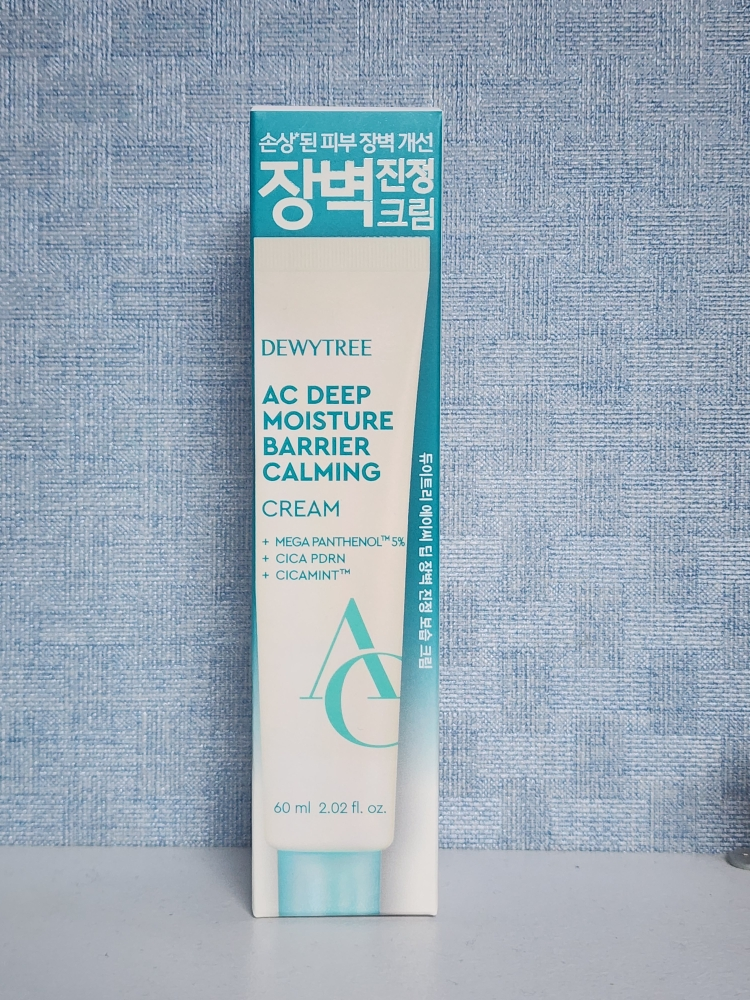 손상*된 피부 장벽 개선
장벽 진정
크림
DEWYTREE
AC DEEP
MOISTURE
BARRIER
CALMING
CREAM
+ MEGA PANTHENOL™ 5%
+ CICA PDRN
+ CICAMINT™
듀이트리 에이씨 딥 장벽 진정 보습 크림
AC
60 ml 2.02 fl. oz.